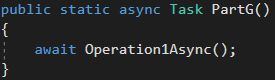 public static async Task PartG()
{
    await Operation1Async();
}